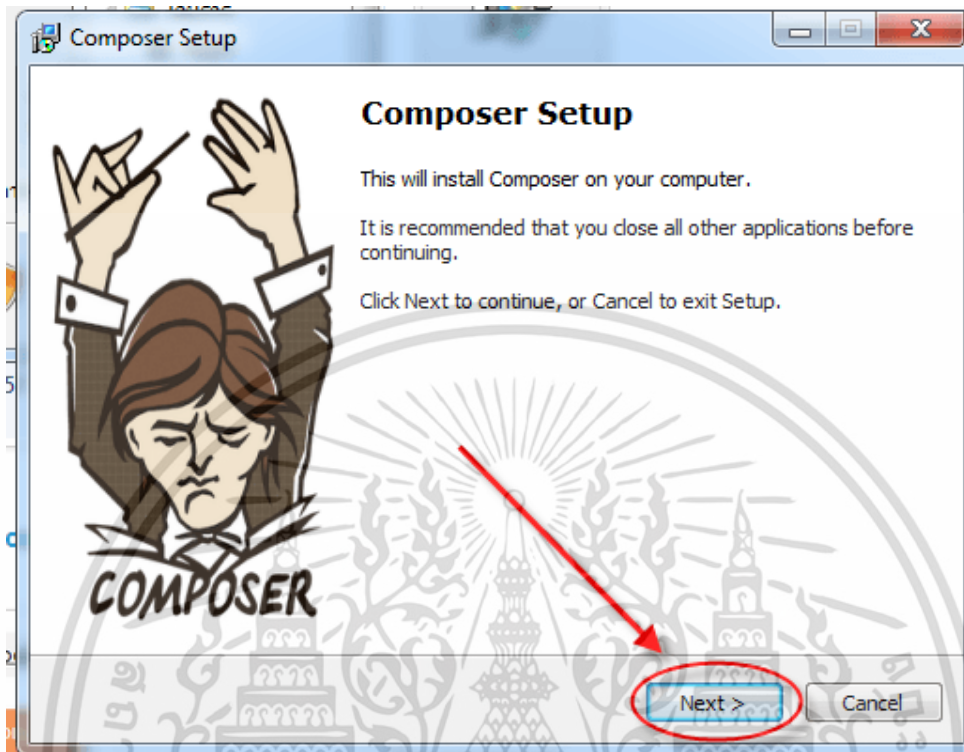 Composer Setup
Composer Setup
This will install Composer on your computer.
It is recommended that you close all other applications before
continuing.
Click Next to continue, or Cancel to exit Setup.
COMPOSER
Next >
Cancel